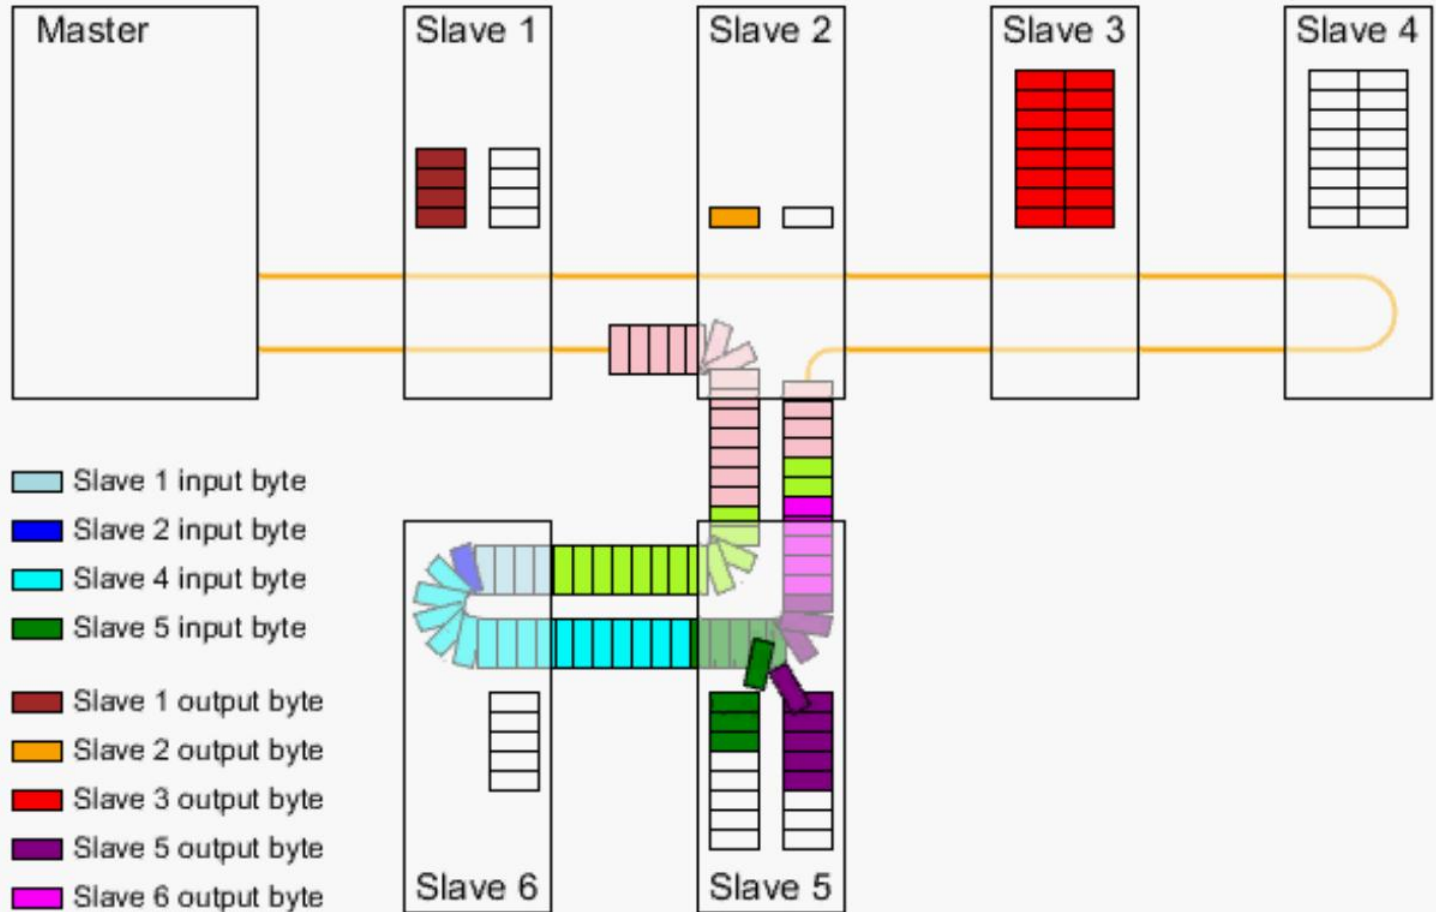 Master
Slave 1
Slave 2
Slave 3
Slave 4
Slave 1 input byte
Slave 2 input byte
Slave 4 input byte
Slave 5 input byte
Slave 1 output byte
Slave 2 output byte
Slave 3 output byte
Slave 5 output byte
Slave 6 output byte
Slave 6
Slave 5